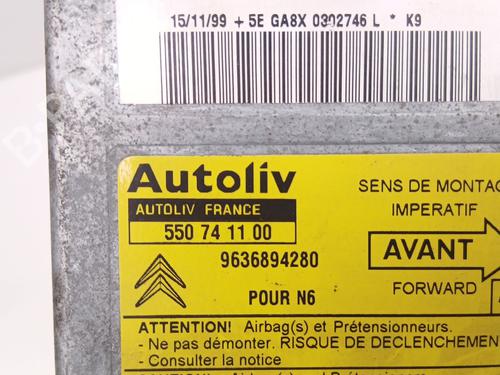 15/11/99 + 5E GA8X 0302746 L * K9
Autoliv
AUTOLIV FRANCE
550 74 11 00
9636894280
POUR N6
SENS DE MONTAG
IMPERATIF
AVANT
FORWARD
ATTENTION! Airbag(s) et Prétensionneurs.
- Ne pas démonter. RISQUE DE DECLENCHEMEN
- Consulter la notice